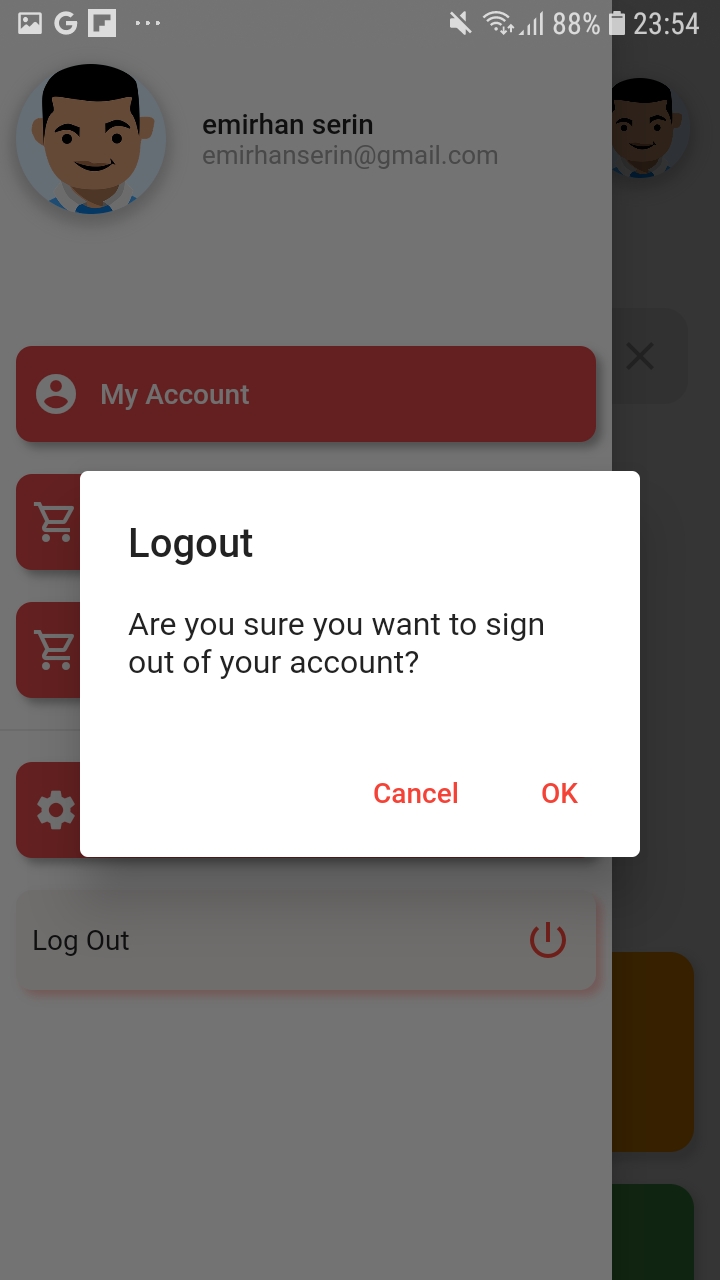 88% 23:54
emirhan serin
emirhanserin@gmail.com
My Account
Logout
Are you sure you want to sign
out of your account?
Cancel OK
Log Out